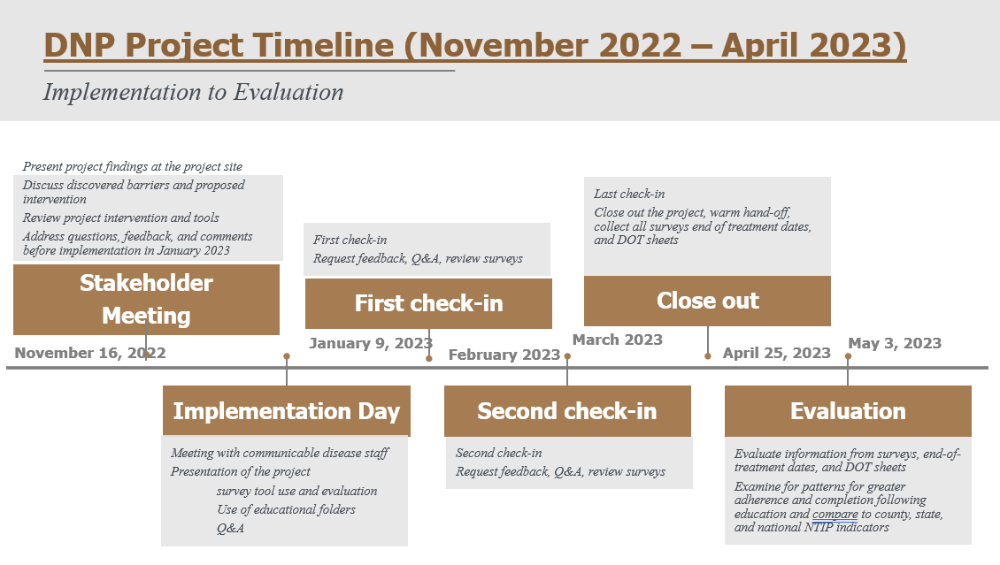 DNP Project Timeline (November 2022 – April 2023)
Implementation to Evaluation
Present project findings at the project site
Discuss discovered barriers and proposed
intervention
Review project intervention and tools
Address questions, feedback, and comments
before implementation in January 2023
Stakeholder
Meeting
November 16, 2022
First check-in
Request feedback, Q&A, review surveys
First check-in
January 9, 2023
February 2023
Last check-in
Close out the project, warm hand-off,
collect all surveys end of treatment dates,
and DOT sheets
Close out
March 2023
April 25, 2023
May 3, 2023
Implementation Day
Meeting with communicable disease staff
Presentation of the project
survey tool use and evaluation
Use of educational folders
Q&A
Second check-in
Second check-in
Request feedback, Q&A, review surveys
Evaluation
Evaluate information from surveys, end-of-
treatment dates, and DOT sheets
Examine for patterns for greater
adherence and completion following
education and compare to county, state,
and national NTIP indicators